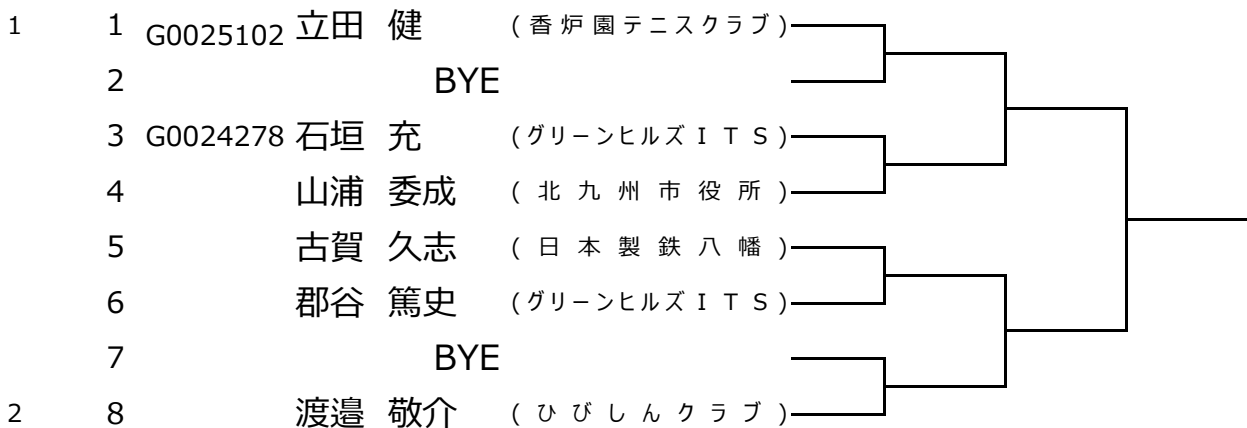 1 1 G0025102 立田 健 (香炉園テニスクラブ)
2 BYE
3 G0024278 石垣 充 (グリーンヒルズＩＴＳ)
4 山浦 委成 (北九州市役所)
5 古賀 久志 (日本製鉄八幡)
6 郡谷 篤史 (グリーンヒルズＩＴＳ)
7 BYE
2 8 渡邉 敬介 (ひびしんクラブ)